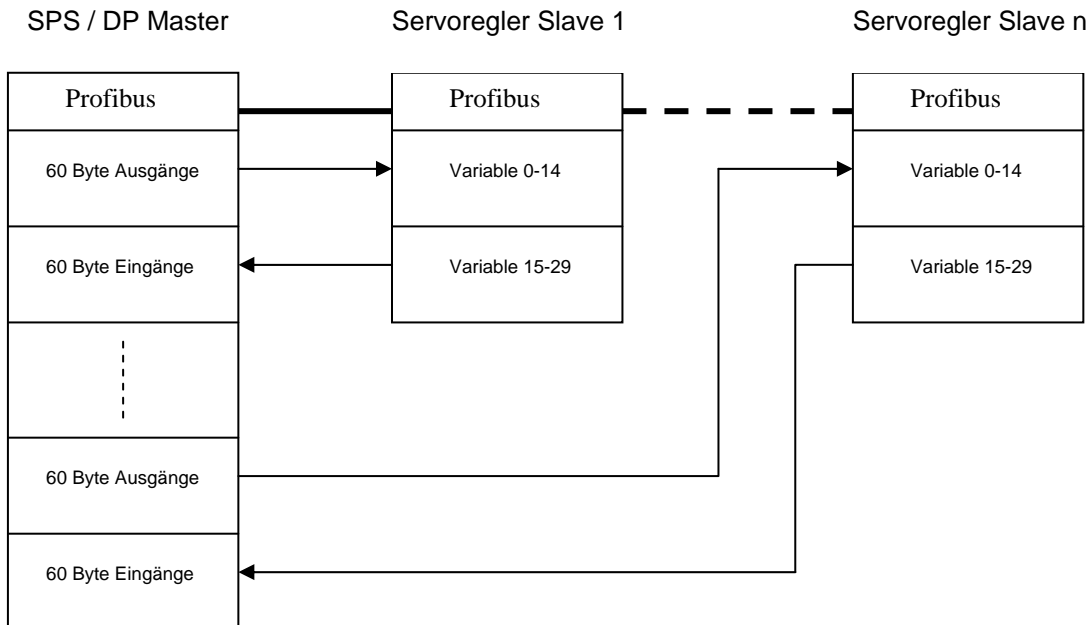 SPS / DP Master
Servoregler Slave 1
Servoregler Slave n
Profibus
Profibus
Profibus
60 Byte Ausgänge
Variable 0-14
Variable 0-14
60 Byte Eingänge
Variable 15-29
Variable 15-29
60 Byte Ausgänge
60 Byte Eingänge